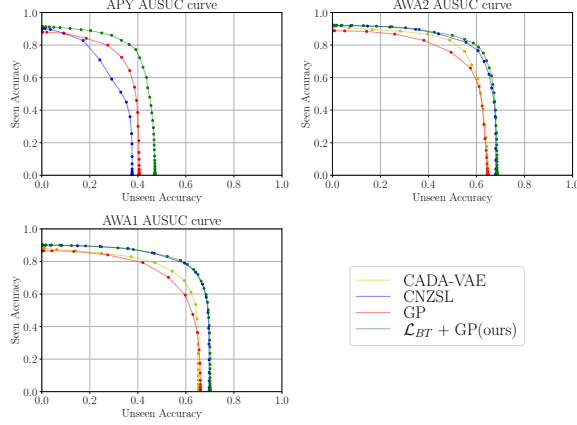 APY AUSUC curve
1.0
0.8
0.6
0.4
0.2
0.0
Seen Accuracy
0.0 0.2 0.4 0.6 0.8 1.0
Unseen Accuracy
AWA2 AUSUC curve
1.0
0.8
0.6
0.4
0.2
0.0
Seen Accuracy
0.0 0.2 0.4 0.6 0.8 1.0
Unseen Accuracy
AWA1 AUSUC curve
1.0
0.8
0.6
0.4
0.2
0.0
Seen Accuracy
0.0 0.2 0.4 0.6 0.8 1.0
Unseen Accuracy
CADA-VAE
CNZSL
GP
𝓛_BT + GP(ours)